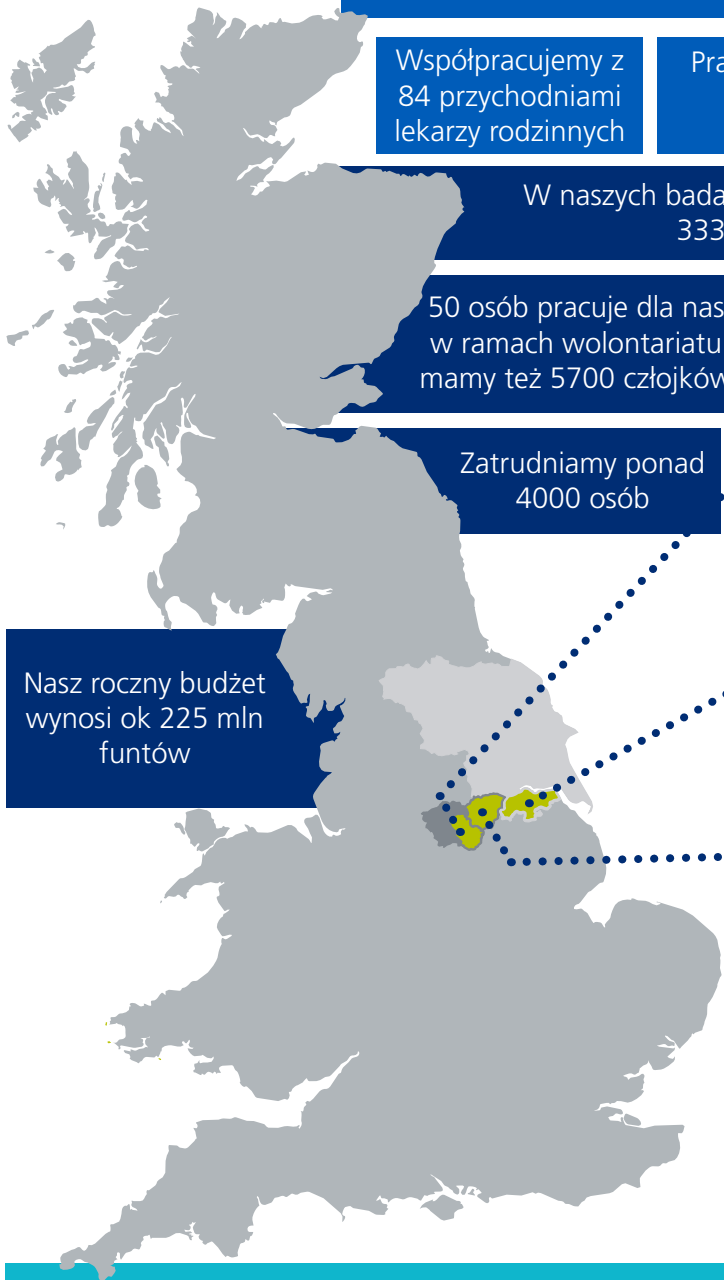 Współpracujemy z
84 przychodniami
lekarzy rodzinnych
Pra
W naszych bada
333
50 osób pracuje dla nas
w ramach wolontariatu
mamy też 5700 człojków
Zatrudniamy ponad
4000 osób
Nasz roczny budżet
wynosi ok 225 mln
funtów